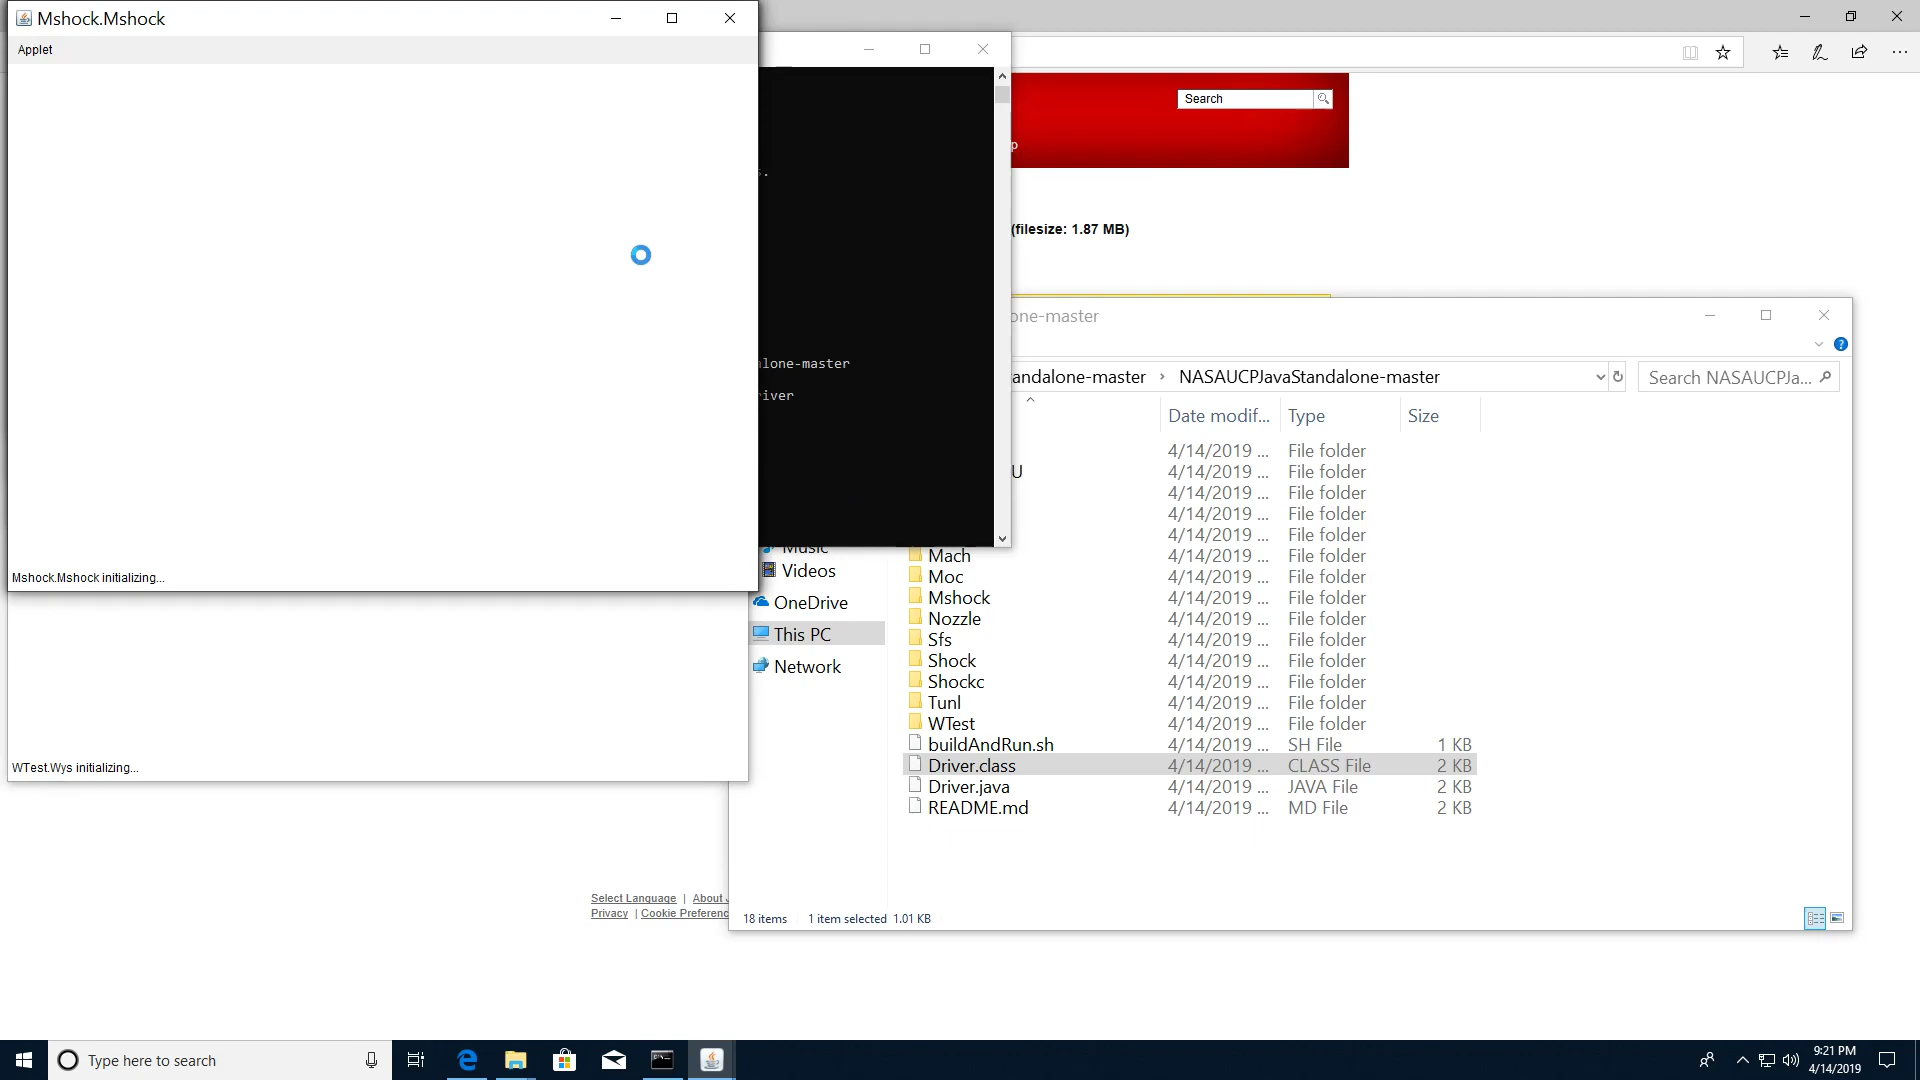 Mshock.Mshock
Applet
Mshock.Mshock initializing...
WTest.Wys initializing...
s.
alone-master
river
Search
p
(filesize: 1.87 MB)
one-master
andalone-master › NASAUCPJavaStandalone-master
Search NASAUCPJa...
Date modif... Type Size
4/14/2019 ... File folder
U 4/14/2019 ... File folder
4/14/2019 ... File folder
4/14/2019 ... File folder
4/14/2019 ... File folder
Mach 4/14/2019 ... File folder
Moc 4/14/2019 ... File folder
Mshock 4/14/2019 ... File folder
Nozzle 4/14/2019 ... File folder
Sfs 4/14/2019 ... File folder
Shock 4/14/2019 ... File folder
Shockc 4/14/2019 ... File folder
Tunl 4/14/2019 ... File folder
WTest 4/14/2019 ... File folder
buildAndRun.sh 4/14/2019 ... SH File 1 KB
Driver.class 4/14/2019 ... CLASS File 2 KB
Driver.java 4/14/2019 ... JAVA File 2 KB
README.md 4/14/2019 ... MD File 2 KB
Music
Videos
OneDrive
This PC
Network
18 items 1 item selected 1.01 KB
Select Language | About
Privacy | Cookie Preferenc
Type here to search
9:21 PM
4/14/2019